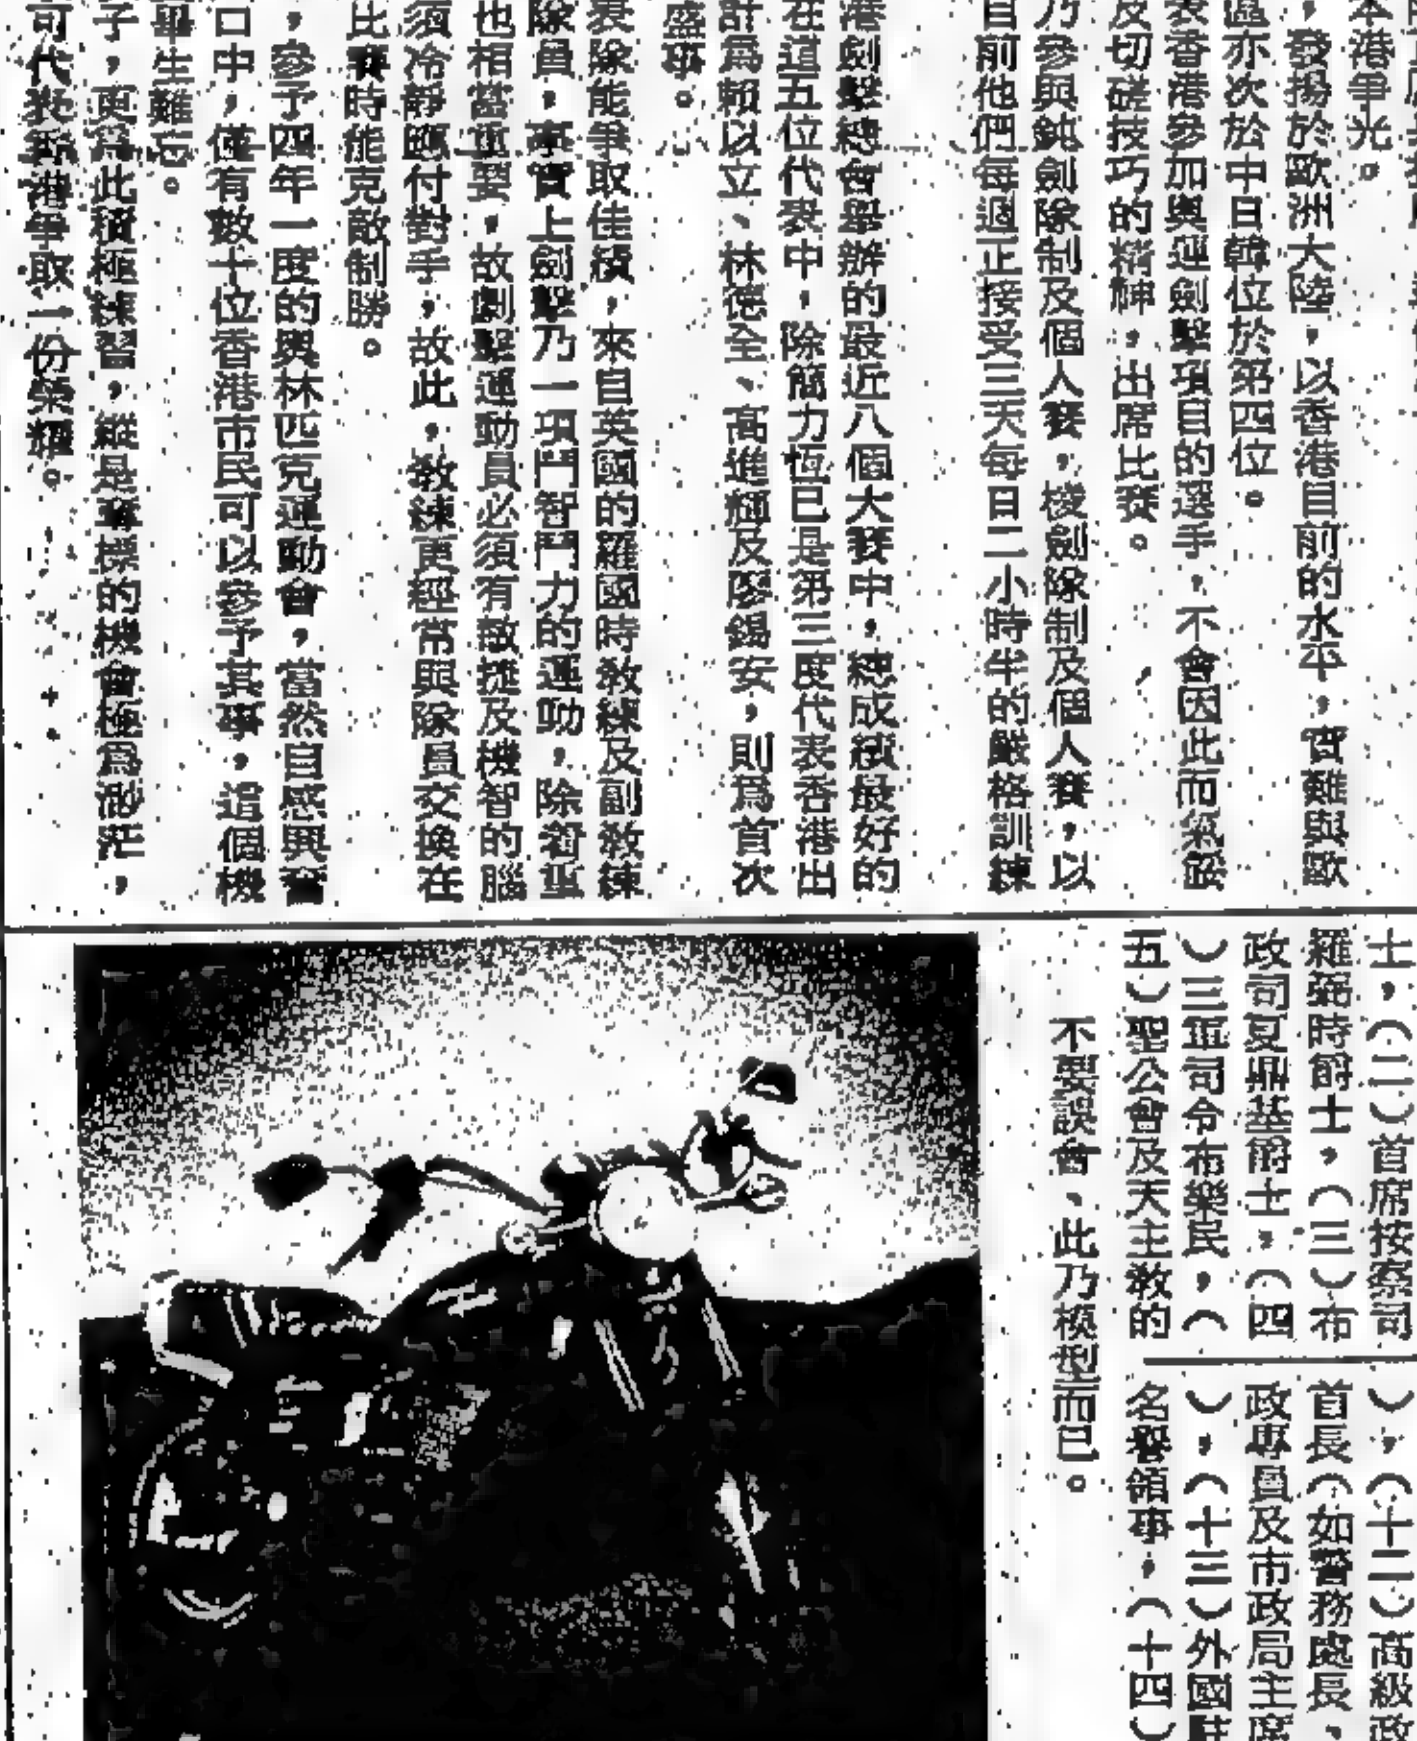 本港爭光。
，發揚於歐洲大陸，以香港目前的水平，實難與歐
區亦次於中日韓位於第四位。
表香港參加奧運劍擊項目的選手，不會因此而氣餒
及切磋技巧的精神，出席比賽。
乃參與鈍劍隊制及個人賽，稜劍隊制及個人賽，以
目前他們每週正接受三天每日二小時半的嚴格訓練
港劍擊總會舉辦的最近八個大賽中，總成績最好的
在這五位代表中，除簡力恆已是第三度代表香港出
計爲賴以立、林德全、高進輝及廖錫安，則爲首次
盛事。
表隊能爭取佳績，來自英國的羅國時教練及副教練
隊員，事實上劍擊乃一項鬥智鬥力的運動，除着重
也相當重要，故劇擊運動員必須有敏捷及機智的腦
須冷靜應付對手，故此，教練更經常與隊員交換在
比賽時能克敵制勝。
，參予四年一度的奧林匹克運動會，當然自感興奮
口中，僅有數十位香港市民可以參予其事，這個機
畢生難忘。
子，更爲此積極練習，縱是奪標的機會極爲渺茫，
可代表香港爭取一份榮耀。
士，（二）首席按察司
羅弼時爵士，（三）布
政司夏鼎基爵士，（四
）三軍司令布樂民，（
五）聖公會及天主教的
），（十二）高級政
首長（如警務處長、
政專員及市政局主席
），（十三）外國駐
名譽領事，（十四）
不要誤會、此乃模型而已。